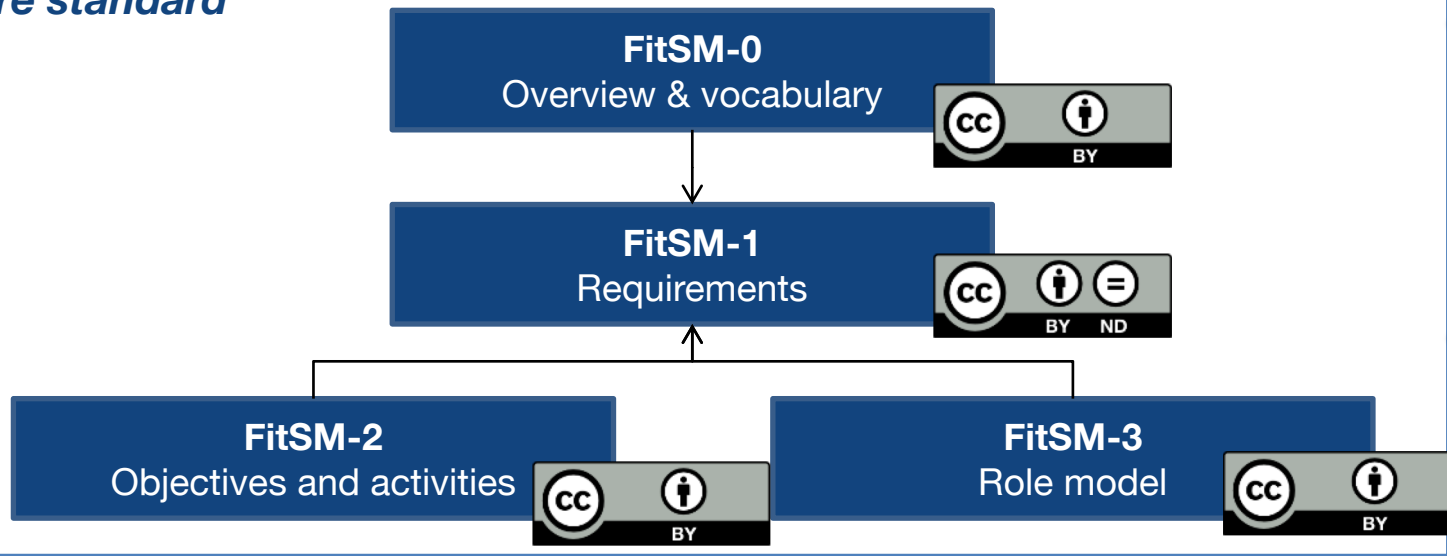 re standard
FitSM-0
Overview & vocabulary
cc
BY
FitSM-1
Requirements
cc
=
BY ND
FitSM-2
Objectives and activities
cc
BY
FitSM-3
Role model
cc
BY